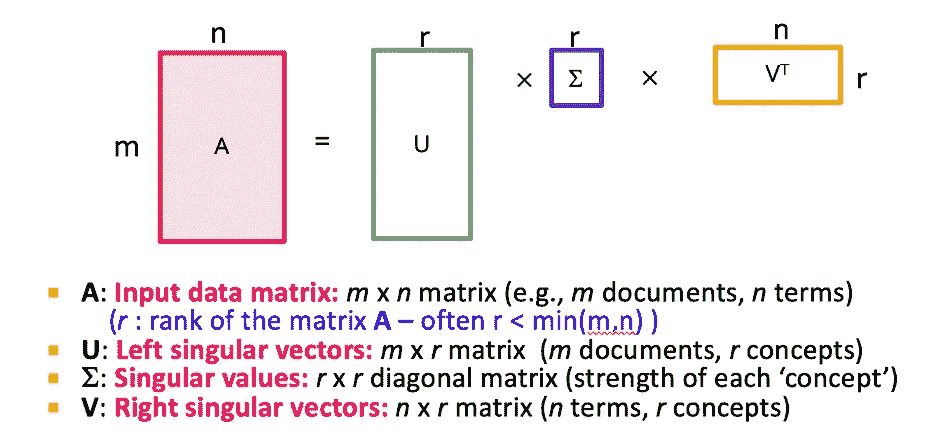 n r r n
m A = U × Σ × Vᵀ r
▪ A: Input data matrix: m x n matrix (e.g., m documents, n terms)
(r : rank of the matrix A – often r < min(m,n) )
▪ U: Left singular vectors: m x r matrix (m documents, r concepts)
▪ Σ: Singular values: r x r diagonal matrix (strength of each ‘concept’)
▪ V: Right singular vectors: n x r matrix (n terms, r concepts)